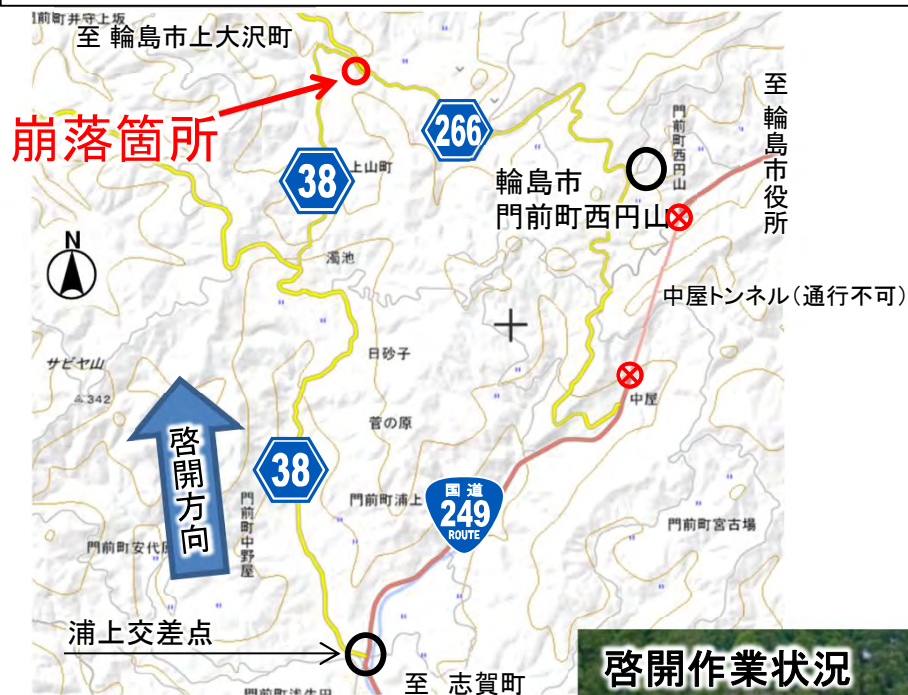 門前町井守上坂
至 輪島市上大沢町
崩落箇所
266
38
上山町
輪島市
門前町西円山
門前町西円山
至 輪島市役所
N
濁池
中屋トンネル(通行不可)
日砂子
サビヤ山
342
中屋
菅の原
啓開方向
38
門前町浦上
国道
249
ROUTE
門前町中野屋
門前町宮古場
門前町安代原
浦上交差点
至 志賀町
門前町浅生田
啓開作業状況